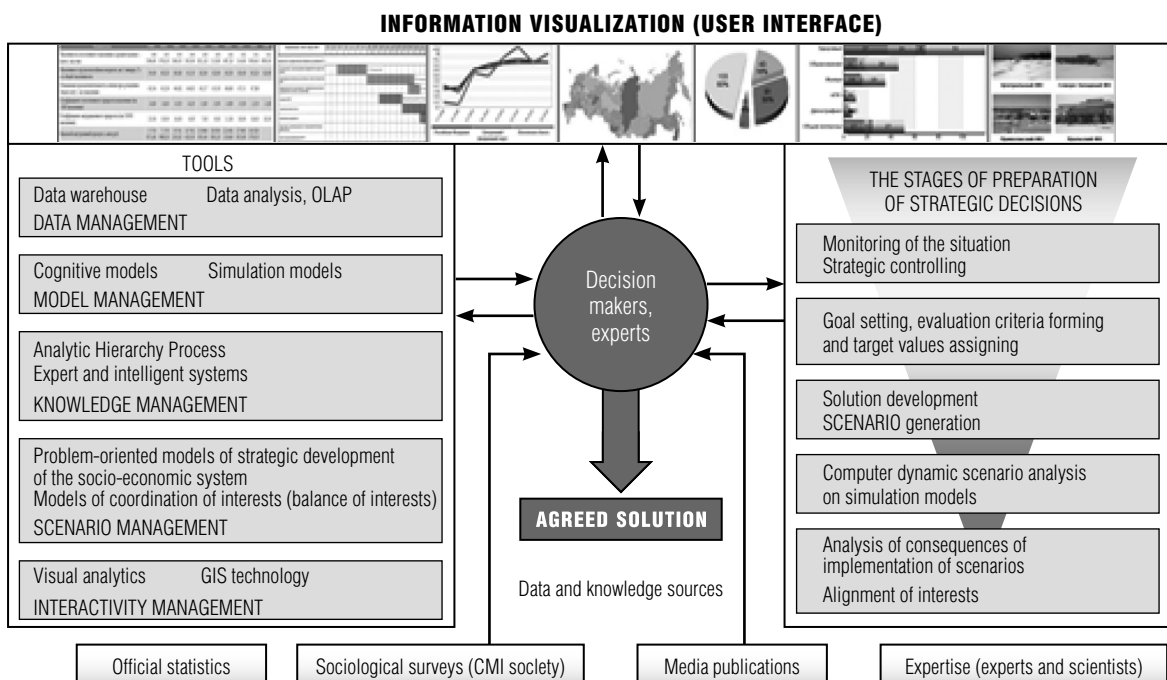 INFORMATION VISUALIZATION (USER INTERFACE)
TOOLS
Data warehouse Data analysis, OLAP
DATA MANAGEMENT
Cognitive models Simulation models
MODEL MANAGEMENT
Analytic Hierarchy Process
Expert and intelligent systems
KNOWLEDGE MANAGEMENT
Problem-oriented models of strategic development
of the socio-economic system
Models of coordination of interests (balance of interests)
SCENARIO MANAGEMENT
Visual analytics GIS technology
INTERACTIVITY MANAGEMENT
Decision
makers,
experts
AGREED SOLUTION
Data and knowledge sources
THE STAGES OF PREPARATION
OF STRATEGIC DECISIONS
Monitoring of the situation
Strategic controlling
Goal setting, evaluation criteria forming
and target values assigning
Solution development
SCENARIO generation
Computer dynamic scenario analysis
on simulation models
Analysis of consequences of
implementation of scenarios
Alignment of interests
Official statistics
Sociological surveys (CMI society)
Media publications
Expertise (experts and scientists)